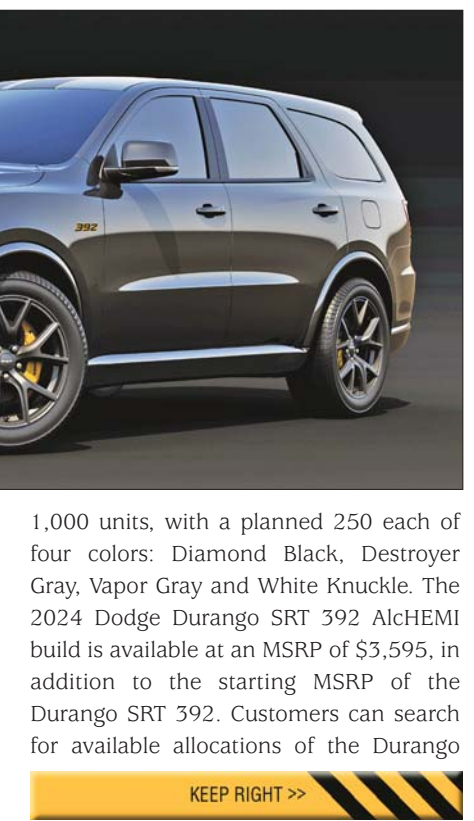 392
1,000 units, with a planned 250 each of
four colors: Diamond Black, Destroyer
Gray, Vapor Gray and White Knuckle. The
2024 Dodge Durango SRT 392 AlcHEMI
build is available at an MSRP of $3,595, in
addition to the starting MSRP of the
Durango SRT 392. Customers can search
for available allocations of the Durango
KEEP RIGHT >>